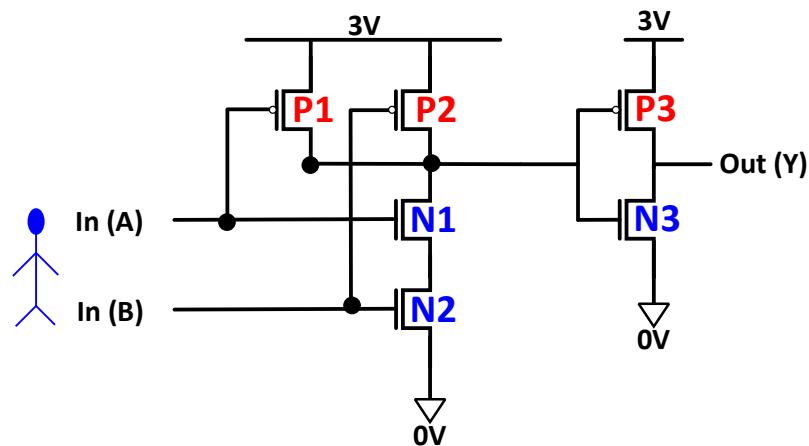 3V
3V
P1
P2
P3
Out (Y)
In (A)
N1
N3
In (B)
N2
0V
0V